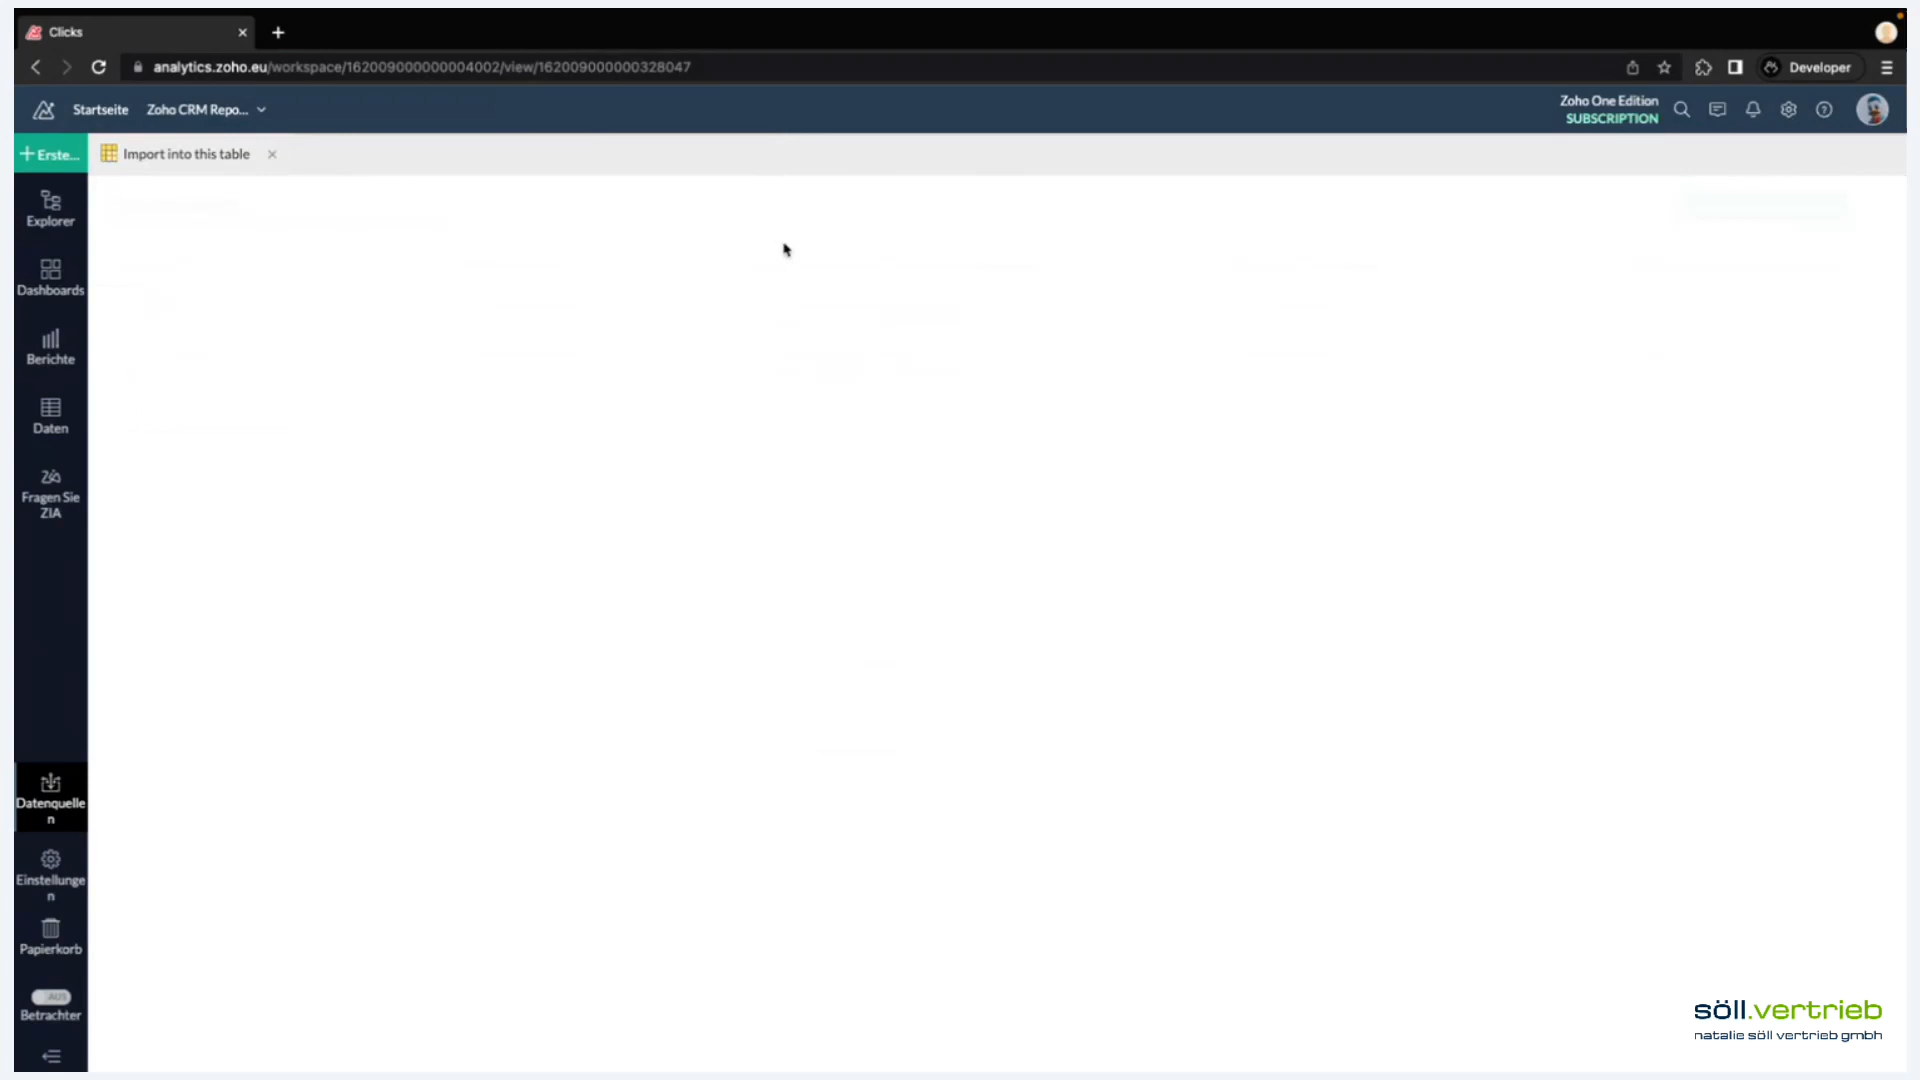 Clicks
analytics.zoho.eu/workspace/162009000000004002/view/162009000000328047
Developer
Startseite
Zoho CRM Repo...
Zoho One Edition
SUBSCRIPTION
+ Erste...
Import into this table
Explorer
Dashboards
Berichte
Daten
Fragen Sie
ZIA
Datenquelle
n
Einstellunge
n
Papierkorb
AUS
Betrachter
söll.vertrieb
natalie söll vertrieb gmbh